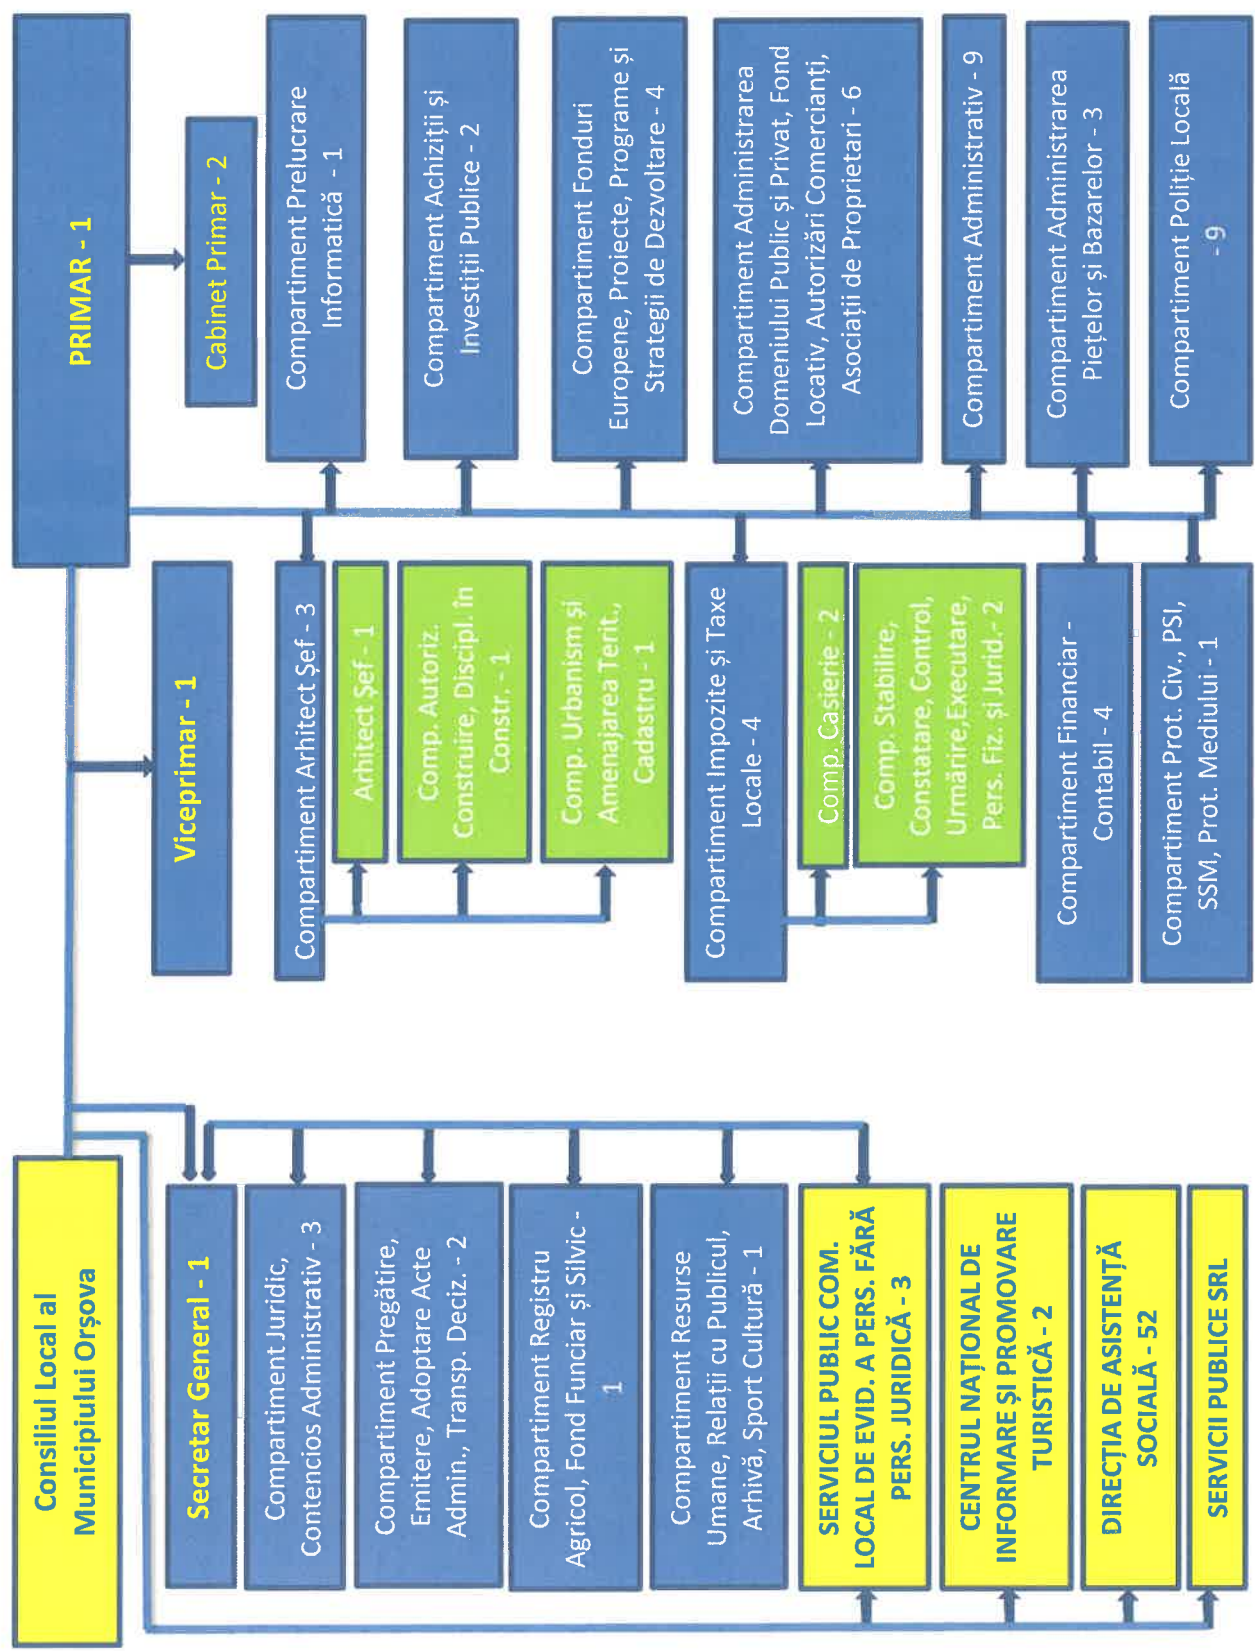 Consiliul Local al
Municipiului Orșova
PRIMAR - 1
Viceprimar - 1
Cabinet Primar - 2
Secretar General - 1
Compartiment Juridic,
Contencios Administrativ - 3
Compartiment Pregătire,
Emitere, Adoptare Acte
Admin., Transp. Deciz. - 2
Compartiment Registru
Agricol, Fond Funciar și Silvic -
1
Compartiment Resurse
Umane, Relații cu Publicul,
Arhivă, Sport Cultură - 1
SERVICIUL PUBLIC COM.
LOCAL DE EVID. A PERS. FĂRĂ
PERS. JURIDICĂ - 3
CENTRUL NAȚIONAL DE
INFORMARE ȘI PROMOVARE
TURISTICĂ - 2
DIRECȚIA DE ASISTENȚĂ
SOCIALĂ - 52
SERVICII PUBLICE SRL
Compartiment Arhitect Șef - 3
Arhitect Șef - 1
Comp. Autoriz.
Construire, Discipl. în
Constr. - 1
Comp. Urbanism și
Amenajarea Terit.,
Cadastru - 1
Compartiment Impozite și Taxe
Locale - 4
Comp. Casierie - 2
Comp. Stabilire,
Constatare, Control,
Urmărire,Executare,
Pers. Fiz. și Jurid.- 2
Compartiment Financiar -
Contabil - 4
Compartiment Prot. Civ., PSI,
SSM, Prot. Mediului - 1
Compartiment Prelucrare
Informatică - 1
Compartiment Achiziții și
Investiții Publice - 2
Compartiment Fonduri
Europene, Proiecte, Programe și
Strategii de Dezvoltare - 4
Compartiment Administrarea
Domeniului Public și Privat, Fond
Locativ, Autorizări Comercianți,
Asociații de Proprietari - 6
Compartiment Administrativ - 9
Compartiment Administrarea
Piețelor și Bazarelor - 3
Compartiment Poliție Locală
- 9